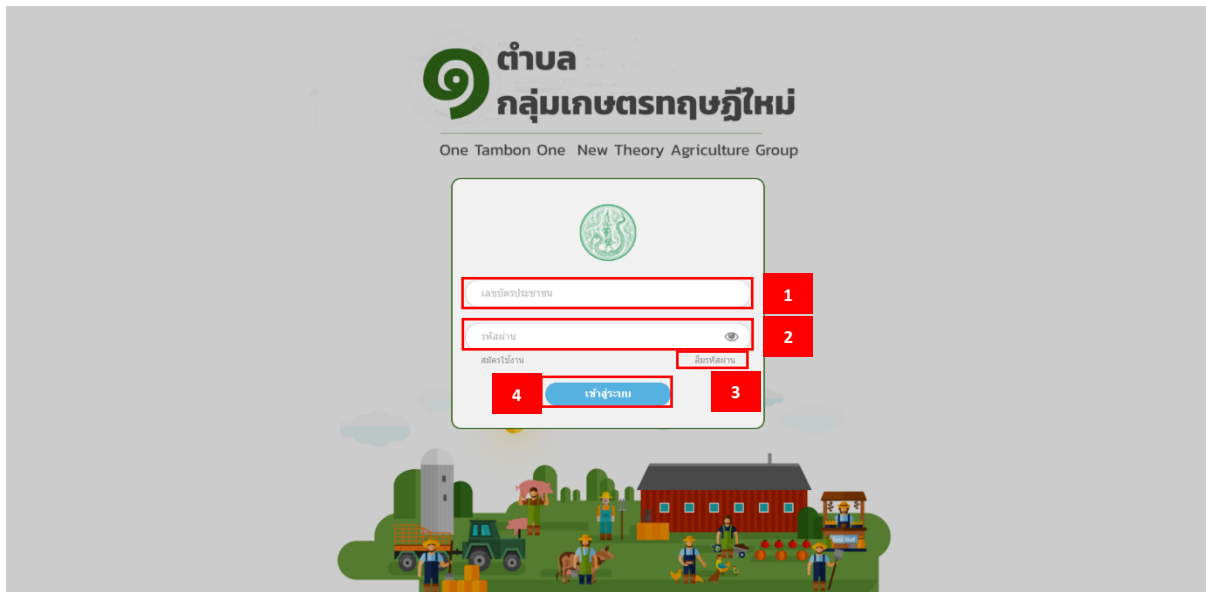 ๑ ตำบล
กลุ่มเกษตรทฤษฎีใหม่
One Tambon One New Theory Agriculture Group
เลขบัตรประชาชน
1
รหัสผ่าน
2
สมัครใช้งาน
ลืมรหัสผ่าน
4
เข้าสู่ระบบ
3